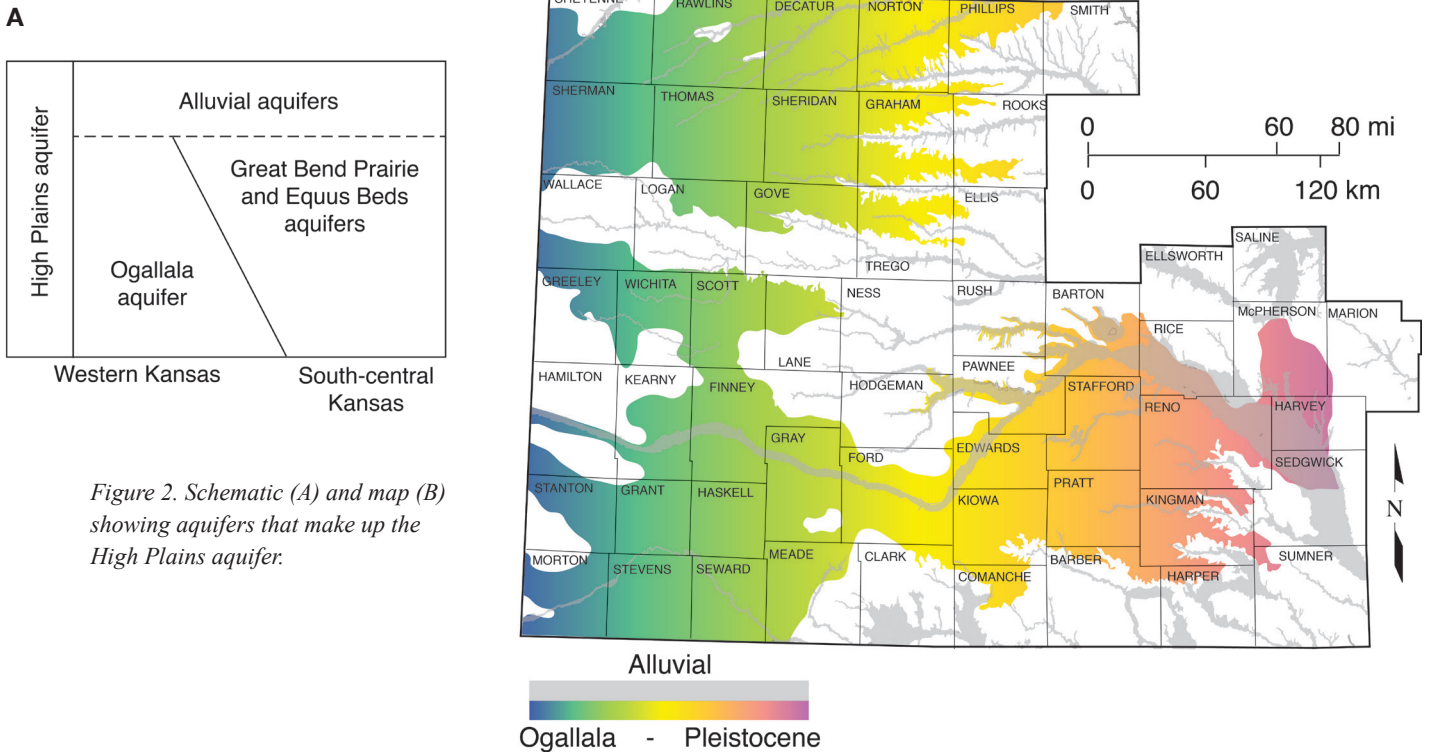 A
High Plains aquifer
Alluvial aquifers
Great Bend Prairie
and Equus Beds
aquifers
Ogallala
aquifer
Western Kansas
South-central
Kansas
Figure 2. Schematic (A) and map (B)
showing aquifers that make up the
High Plains aquifer.
CHEYENNE
RAWLINS
DECATUR
NORTON
PHILLIPS
SMITH
SHERMAN
THOMAS
SHERIDAN
GRAHAM
ROOKS
0 60 80 mi
0 60 120 km
WALLACE
LOGAN
GOVE
TREGO
ELLIS
ELLSWORTH
SALINE
GREELEY
WICHITA
SCOTT
LANE
NESS
RUSH
BARTON
RICE
McPHERSON
MARION
HAMILTON
KEARNY
FINNEY
HODGEMAN
PAWNEE
STAFFORD
RENO
HARVEY
GRAY
FORD
EDWARDS
SEDGWICK
STANTON
GRANT
HASKELL
KIOWA
PRATT
KINGMAN
N
MORTON
STEVENS
SEWARD
MEADE
CLARK
COMANCHE
BARBER
HARPER
SUMNER
Alluvial
Ogallala - Pleistocene